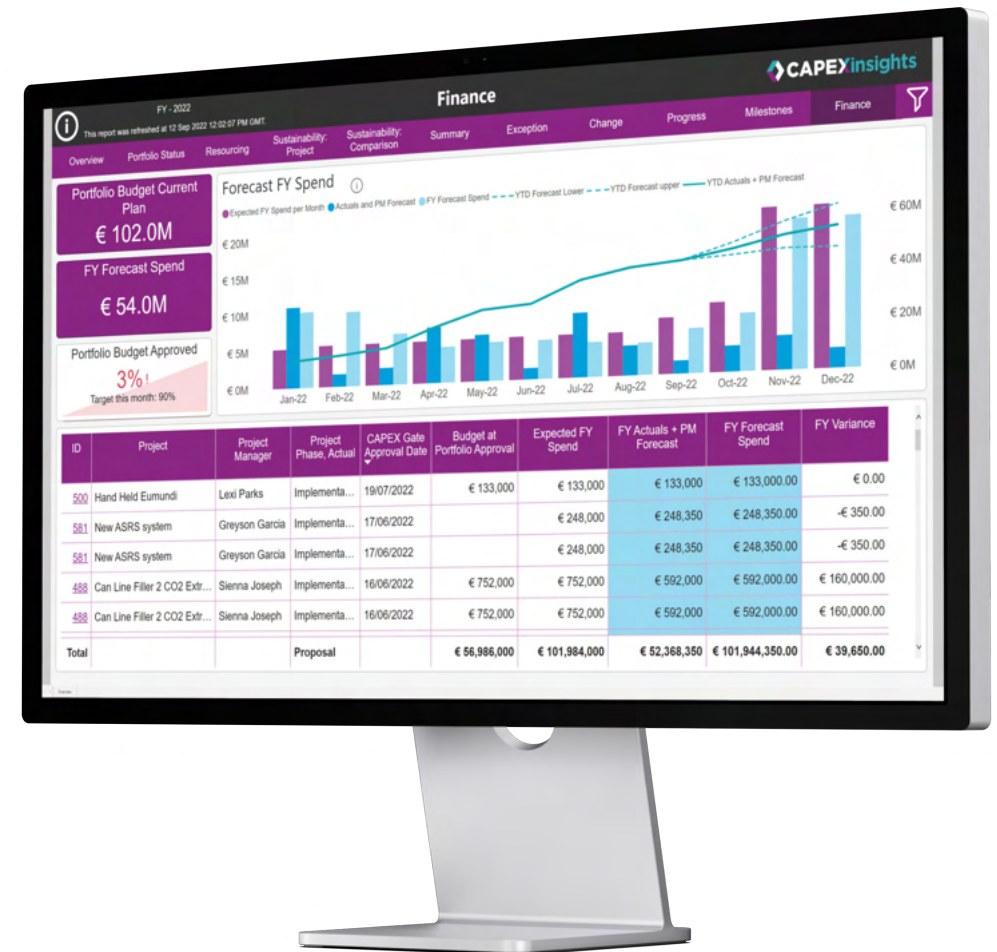 CAPEXinsights
FY - 2022
Finance
i
This report was refreshed at 12 Sep 2022 12:02:07 PM GMT.
Overview
Portfolio Status
Resourcing
Sustainability:
Project
Sustainability:
Comparison
Summary
Exception
Change
Progress
Milestones
Finance
Portfolio Budget Current
Plan
€ 102.0M
FY Forecast Spend
€ 54.0M
Portfolio Budget Approved
3% !
Target this month: 90%
Forecast FY Spend i
Expected FY Spend per Month Actuals and PM Forecast FY Forecast Spend YTD Forecast Lower YTD Forecast upper YTD Actuals + PM Forecast
€ 20M
€ 15M
€ 10M
€ 5M
€ 0M
€ 60M
€ 40M
€ 20M
€ 0M
Jan-22 Feb-22 Mar-22 Apr-22 May-22 Jun-22 Jul-22 Aug-22 Sep-22 Oct-22 Nov-22 Dec-22
ID
Project
Project
Manager
Project
Phase, Actual
CAPEX Gate
Approval Date
Budget at
Portfolio Approval
Expected FY
Spend
FY Actuals + PM
Forecast
FY Forecast
Spend
FY Variance
500 Hand Held Eumundi Lexi Parks Implementa... 19/07/2022 € 133,000 € 133,000 € 133,000 € 133,000.00 € 0.00
581 New ASRS system Greyson Garcia Implementa... 17/06/2022 € 248,000 € 248,350 € 248,350.00 -€ 350.00
581 New ASRS system Greyson Garcia Implementa... 17/06/2022 € 248,000 € 248,350 € 248,350.00 -€ 350.00
488 Can Line Filler 2 CO2 Extr... Sienna Joseph Implementa... 16/06/2022 € 752,000 € 752,000 € 592,000 € 592,000.00 € 160,000.00
488 Can Line Filler 2 CO2 Extr... Sienna Joseph Implementa... 16/06/2022 € 752,000 € 752,000 € 592,000 € 592,000.00 € 160,000.00
Total Proposal € 56,986,000 € 101,984,000 € 52,368,350 € 101,944,350.00 € 39,650.00